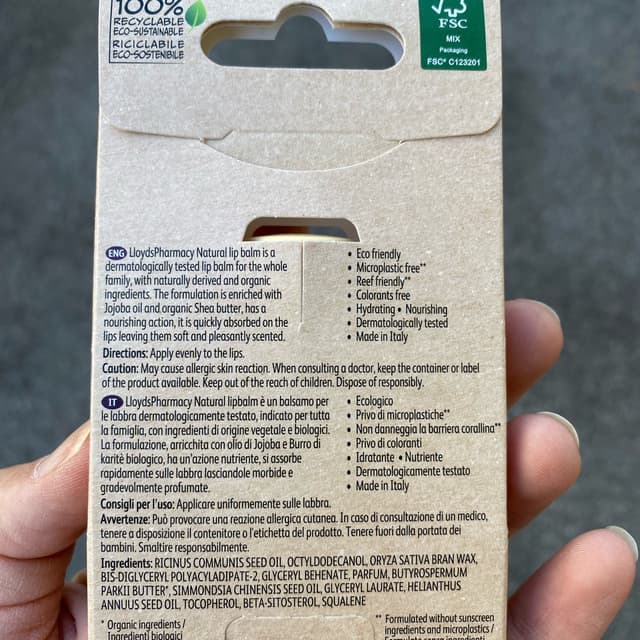 100%
RECYCLABLE
ECO-SUSTAINABLE
RICICLABILE
ECO-SOSTENIBILE
FSC
MIX
Packaging
FSC® C123201
ENG LloydsPharmacy Natural lip balm is a
dermatologically tested lip balm for the whole
family, with naturally derived and organic
ingredients. The formulation is enriched with
Jojoba oil and organic Shea butter, has a
nourishing action, it is quickly absorbed on the
lips leaving them soft and pleasantly scented.
• Eco friendly
• Microplastic free**
• Reef friendly**
• Colorants free
• Hydrating • Nourishing
• Dermatologically tested
• Made in Italy
Directions: Apply evenly to the lips.
Caution: May cause allergic skin reaction. When consulting a doctor, keep the container or label
of the product available. Keep out of the reach of children. Dispose of responsibly.
IT LloydsPharmacy Natural lipbalm è un balsamo per
le labbra dermatologicamente testato, indicato per tutta
la famiglia, con ingredienti di origine vegetale e biologici.
La formulazione, arricchita con olio di Jojoba e Burro di
karitè biologico, ha un'azione nutriente, si assorbe
rapidamente sulle labbra lasciandole morbide e
gradevolmente profumate.
• Ecologico
• Privo di microplastiche**
• Non danneggia la barriera corallina**
• Privo di coloranti
• Idratante • Nutriente
• Dermatologicamente testato
• Made in Italy
Consigli per l'uso: Applicare uniformemente sulle labbra.
Avvertenze: Può provocare una reazione allergica cutanea. In caso di consultazione di un medico,
tenere a disposizione il contenitore o l'etichetta del prodotto. Tenere fuori dalla portata dei
bambini. Smaltire responsabilmente.
Ingredients: RICINUS COMMUNIS SEED OIL, OCTYLDODECANOL, ORYZA SATIVA BRAN WAX,
BIS-DIGLYCERYL POLYACYLADIPATE-2, GLYCERYL BEHENATE, PARFUM, BUTYROSPERMUM
PARKII BUTTER*, SIMMONDSIA CHINENSIS SEED OIL, GLYCERYL LAURATE, HELIANTHUS
ANNUUS SEED OIL, TOCOPHEROL, BETA-SITOSTEROL, SQUALENE
* Organic ingredients /
Ingredienti biologici
** Formulated without sunscreen
ingredients and microplastics /
Formulato senza ingredienti